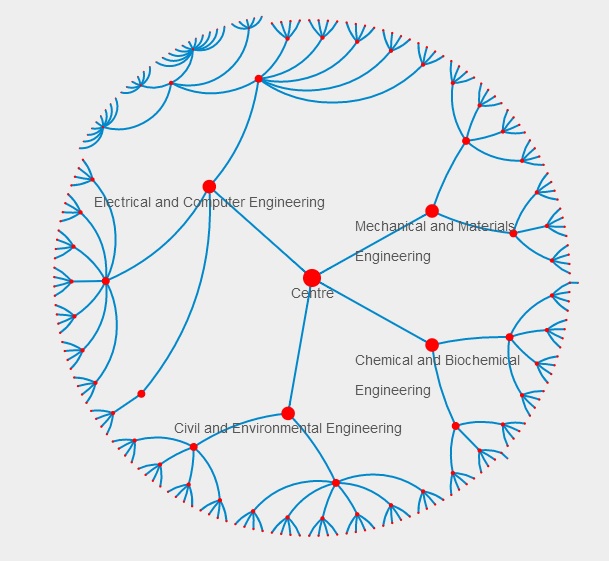 Electrical and Computer Engineering
Mechanical and Materials
Engineering
Centre
Chemical and Biochemical
Engineering
Civil and Environmental Engineering